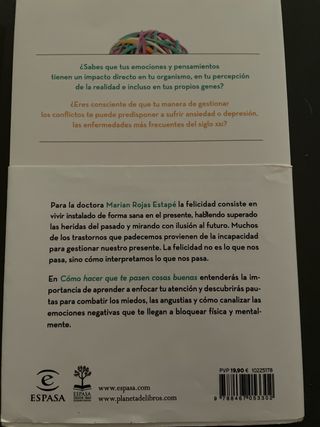 ¿Sabes que tus emociones y pensamientos
tienen un impacto directo en tu organismo, en tu percepción
de la realidad e incluso en tus propios genes?
¿Eres consciente de que tu manera de gestionar
los conflictos te puede predisponer a sufrir ansiedad o depresión,
las enfermedades más frecuentes del siglo XXI?
Para la doctora Marian Rojas Estapé la felicidad consiste en
vivir instalado de forma sana en el presente, habiendo superado
las heridas del pasado y mirando con ilusión al futuro. Muchos
de los trastornos que padecemos provienen de la incapacidad
para gestionar nuestro presente. La felicidad no es lo que nos
pasa, sino cómo interpretamos lo que nos pasa.
En Cómo hacer que te pasen cosas buenas entenderás la im-
portancia de aprender a enfocar tu atención y descubrirás pau-
tas para combatir los miedos, las angustias y cómo canalizar las
emociones negativas que te llegan a bloquear física y mental-
mente.
PVP 19,90 € 10225178
ESPASA
ESPASA
www.espasa.com
www.planetadelibros.com
9 788467 053302